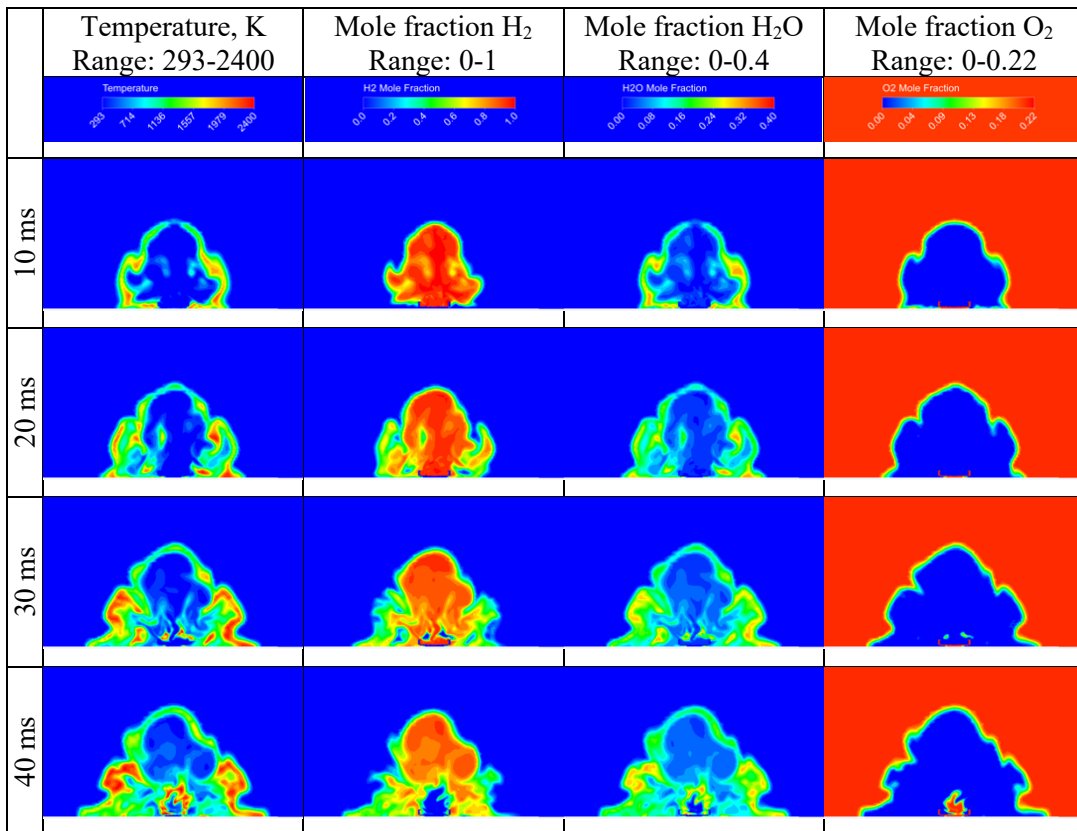 Temperature, K
Range: 293-2400
Mole fraction H₂
Range: 0-1
Mole fraction H₂O
Range: 0-0.4
Mole fraction O₂
Range: 0-0.22
Temperature
293 714 1136 1557 1979 2400
H2 Mole Fraction
0.0 0.2 0.4 0.6 0.8 1.0
H2O Mole Fraction
0.00 0.08 0.16 0.24 0.32 0.40
O2 Mole Fraction
0.00 0.04 0.09 0.13 0.18 0.22
10 ms
20 ms
30 ms
40 ms